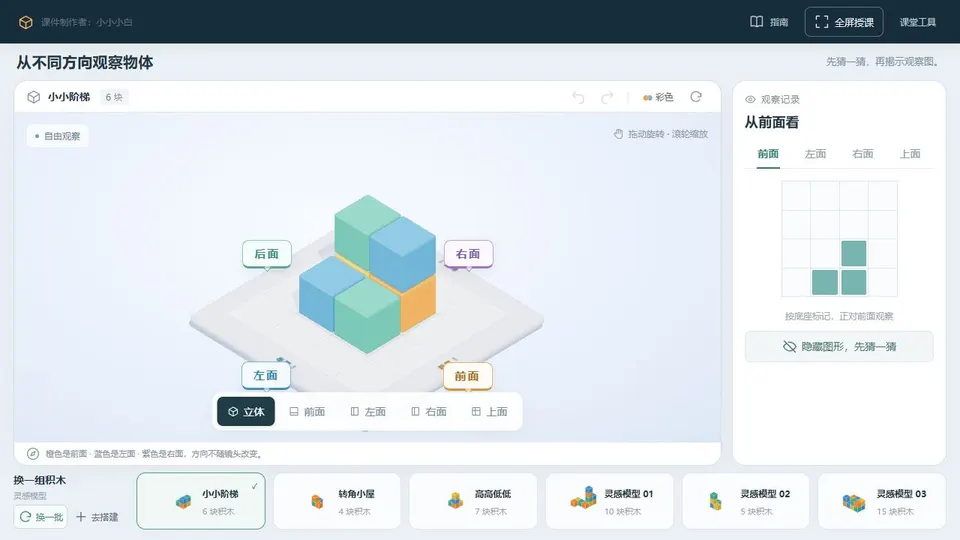 课件制作者：小小小白
指南
全屏授课
课堂工具
从不同方向观察物体
先猜一猜，再揭示观察图。
小小阶梯
6 块
彩色
自由观察
拖动旋转 · 滚轮缩放
后面
右面
左面
前面
立体
前面
左面
右面
上面
橙色是前面 · 蓝色是左面 · 紫色是右面，方向不随镜头改变。
观察记录
从前面看
前面
左面
右面
上面
按底座标记，正对前面观察
隐藏图形，先猜一猜
换一组积木
灵感模型
换一批
去搭建
小小阶梯
6 块积木
转角小屋
4 块积木
高高低低
7 块积木
灵感模型 01
10 块积木
灵感模型 02
5 块积木
灵感模型 03
15 块积木